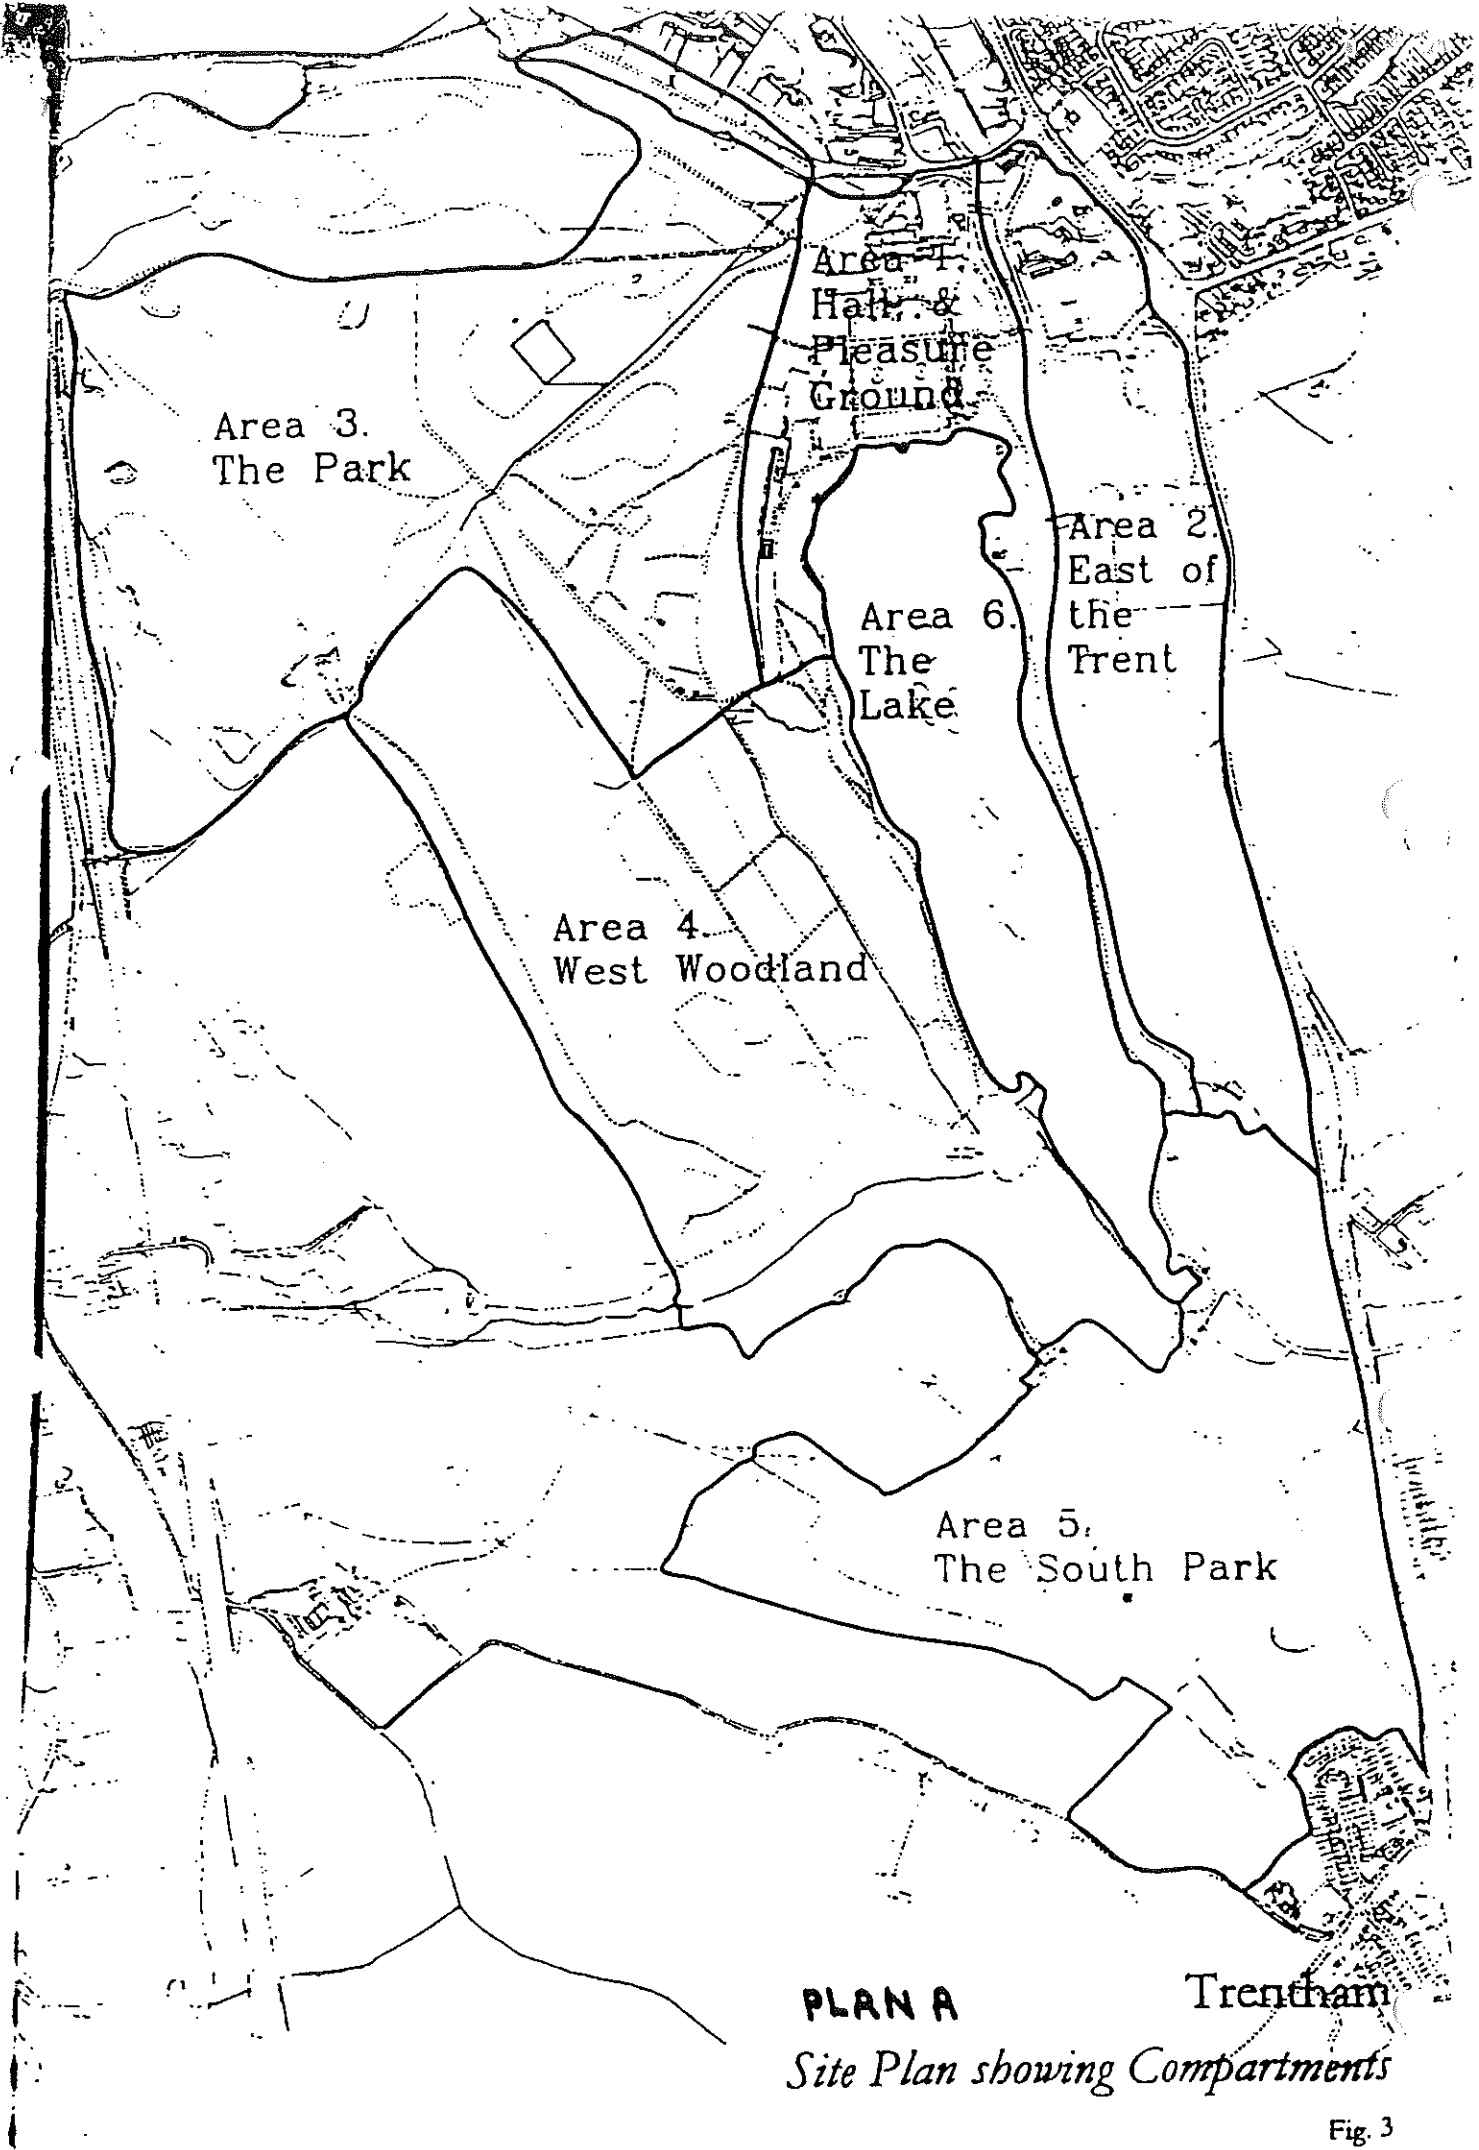 Area 1.
Hall &
Pleasure
Ground
Area 3.
The Park
Area 2.
East of
the
Trent
Area 6.
The
Lake
Area 4.
West Woodland
Area 5.
The South Park
PLAN A
Trentham
Site Plan showing Compartments
Fig. 3